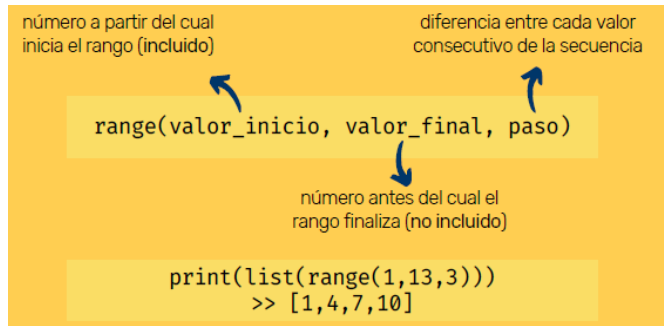 número a partir del cual
inicia el rango (incluido)
diferencia entre cada valor
consecutivo de la secuencia
range(valor_inicio, valor_final, paso)
número antes del cual el
rango finaliza (no incluido)
print(list(range(1,13,3)))
>> [1,4,7,10]